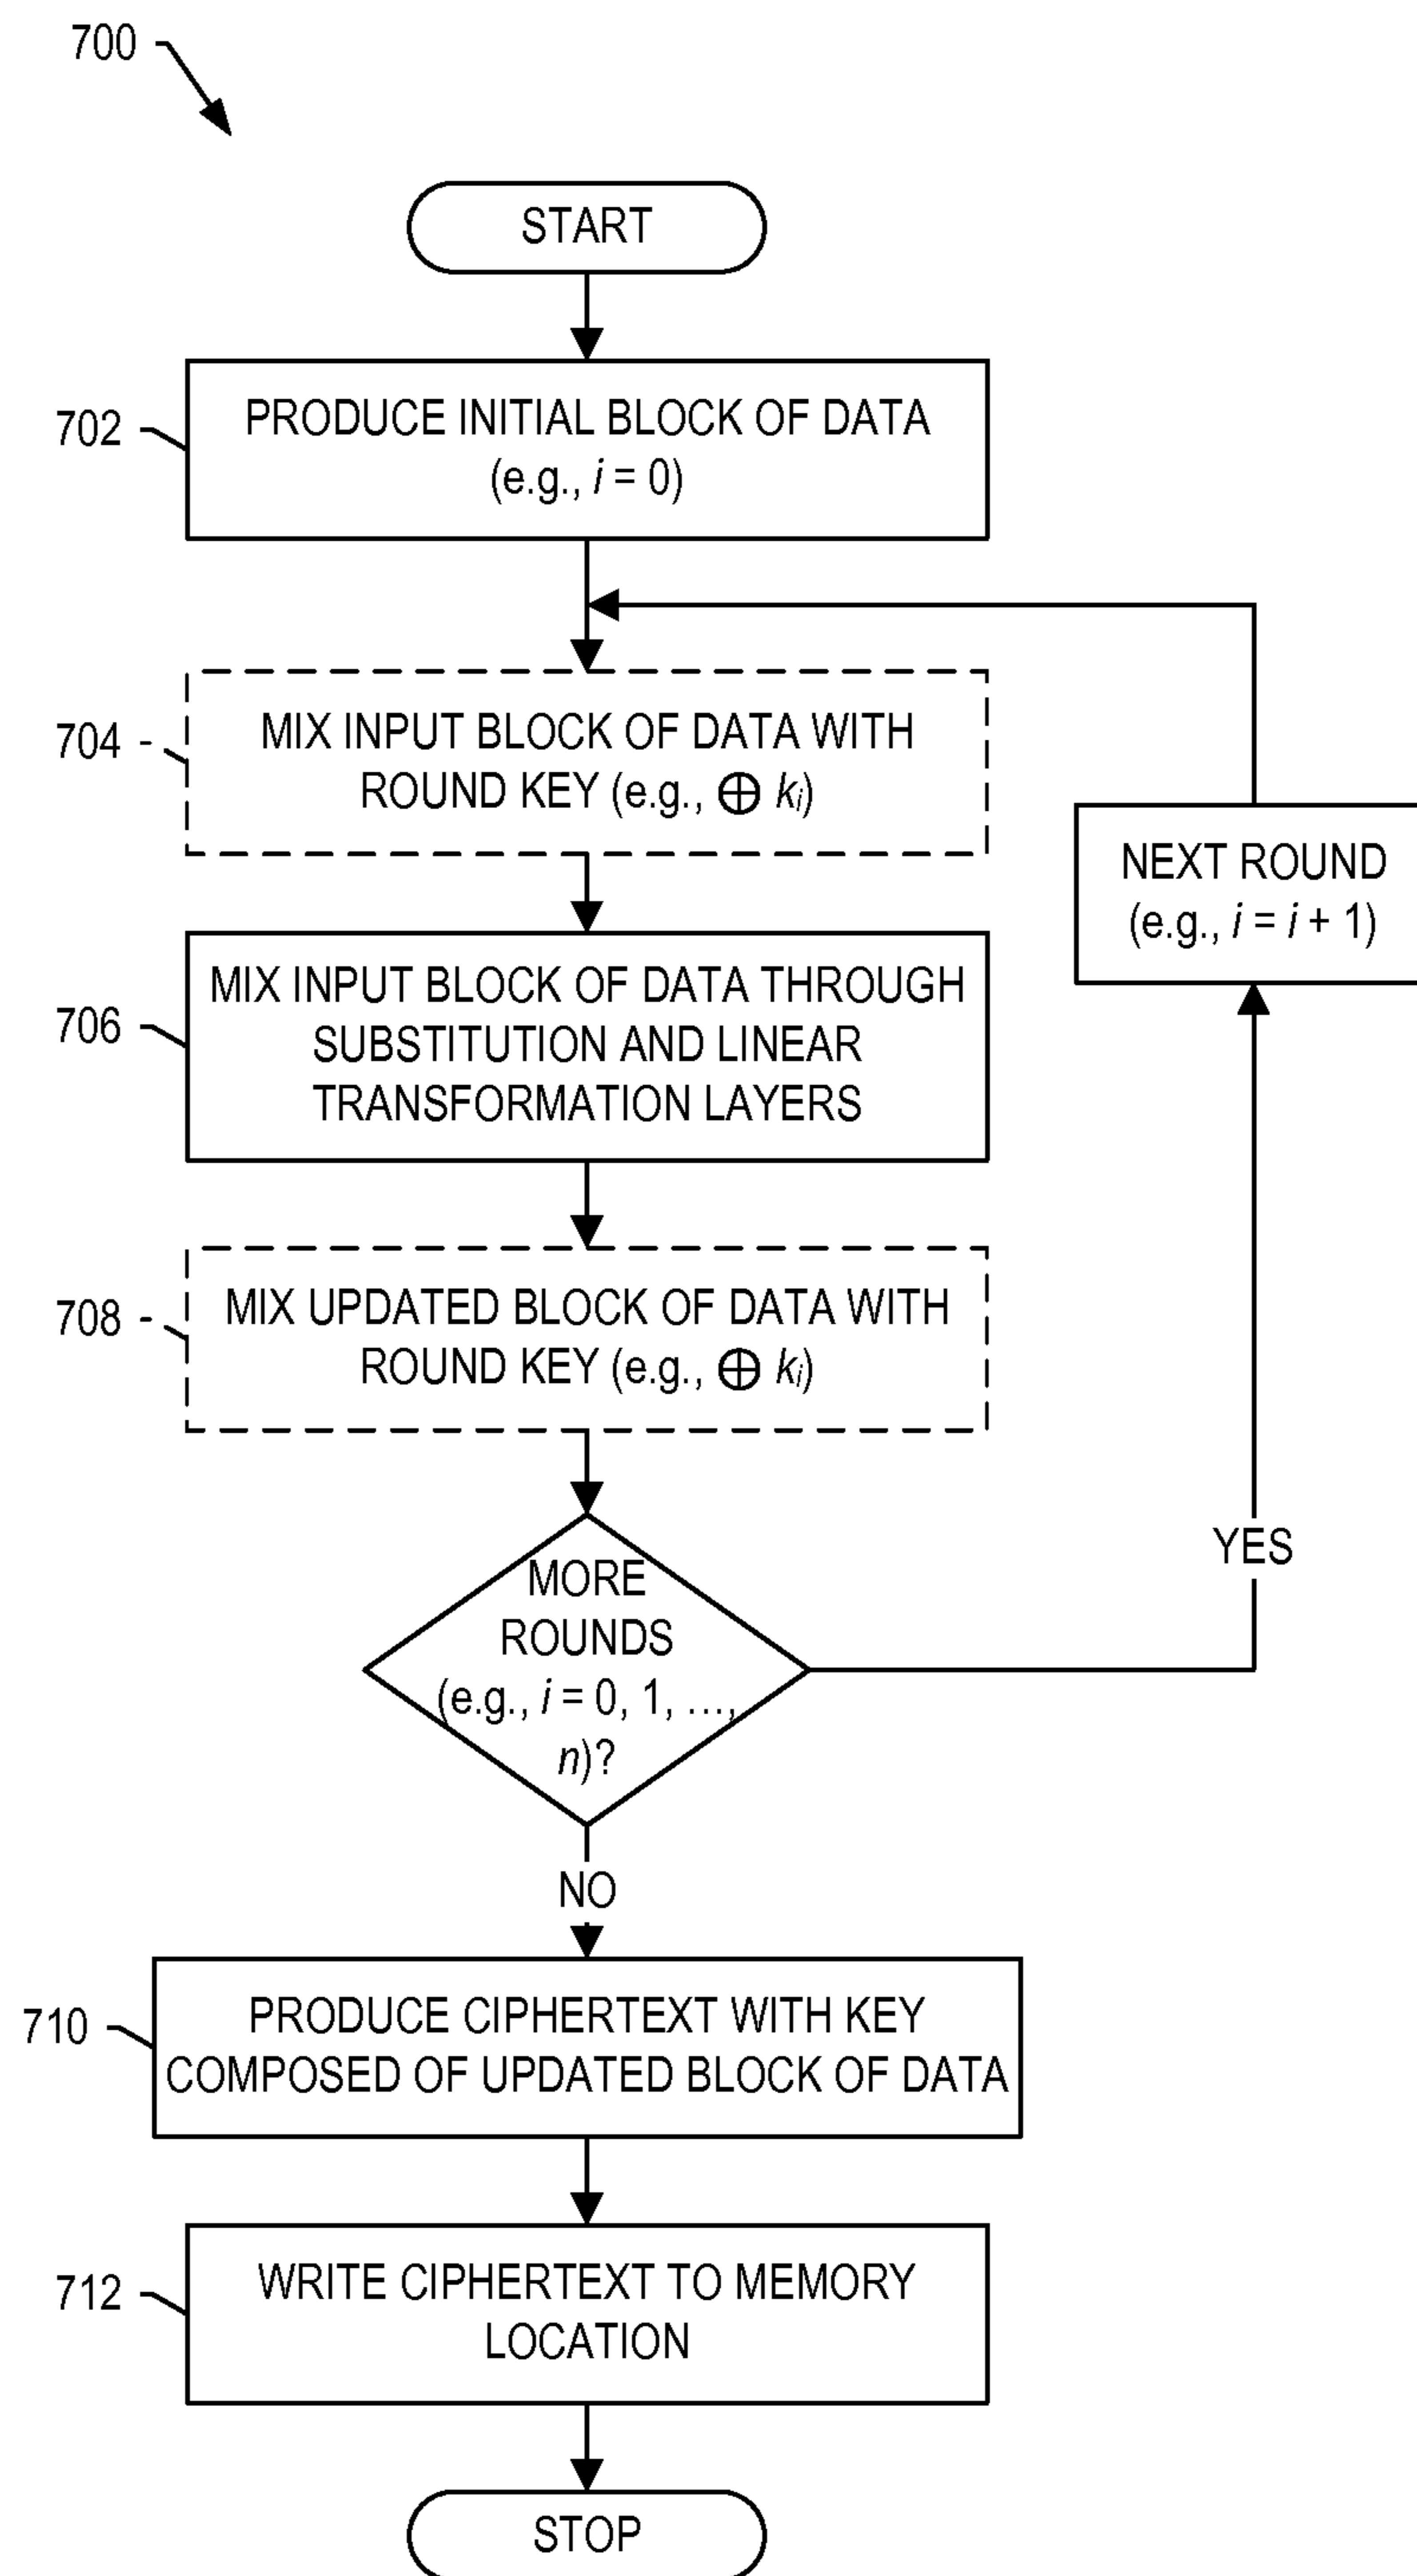 700
START
702
PRODUCE INITIAL BLOCK OF DATA
(e.g., i = 0)
704
MIX INPUT BLOCK OF DATA WITH
ROUND KEY (e.g., ⊕ kᵢ)
NEXT ROUND
(e.g., i = i + 1)
706
MIX INPUT BLOCK OF DATA THROUGH
SUBSTITUTION AND LINEAR
TRANSFORMATION LAYERS
708
MIX UPDATED BLOCK OF DATA WITH
ROUND KEY (e.g., ⊕ kᵢ)
MORE
ROUNDS
(e.g., i = 0, 1, …,
n)?
YES
NO
710
PRODUCE CIPHERTEXT WITH KEY
COMPOSED OF UPDATED BLOCK OF DATA
712
WRITE CIPHERTEXT TO MEMORY
LOCATION
STOP